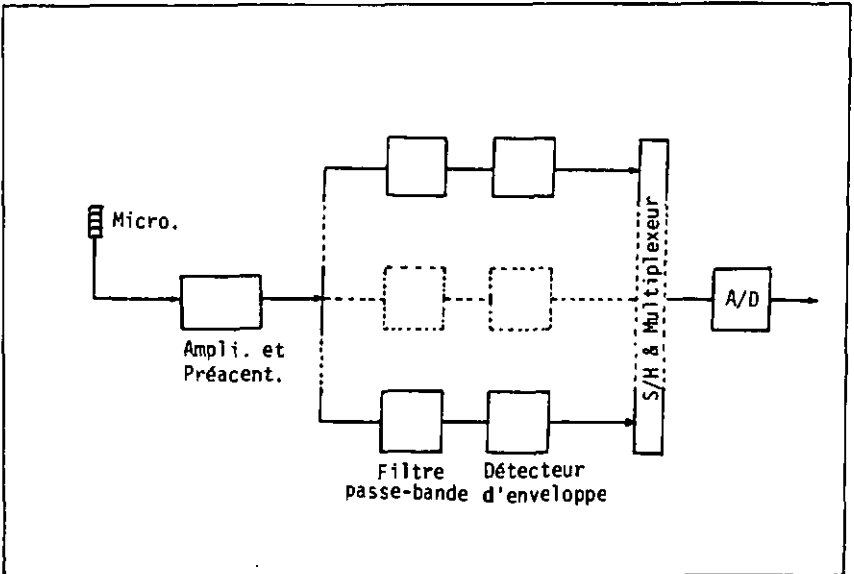 Micro.
Ampli. et
Préacent.
Filtre
passe-bande
Détecteur
d'enveloppe
S/H & Multiplexeur
A/D